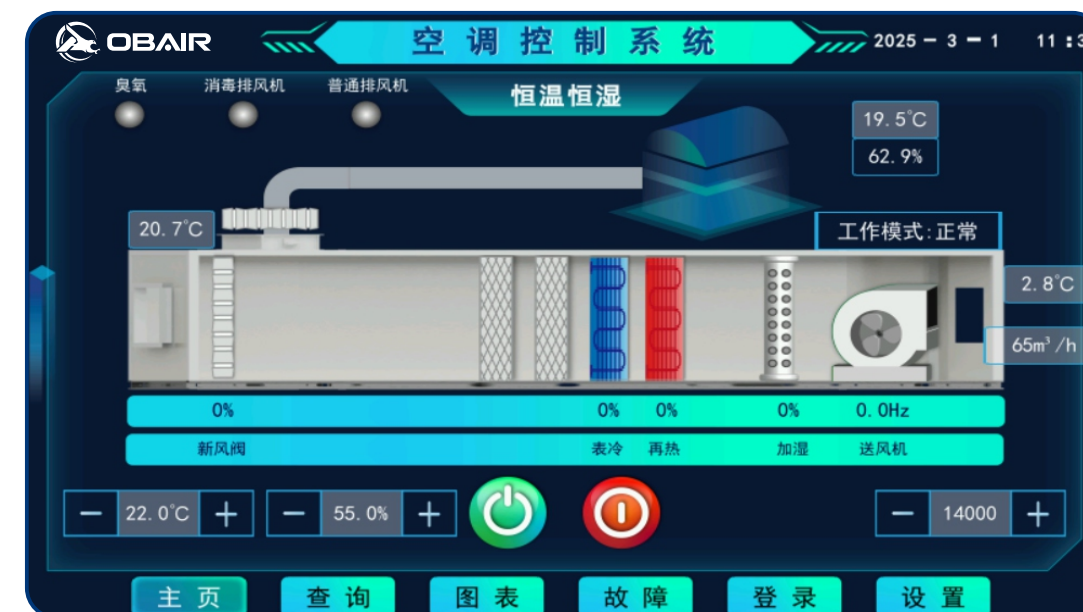 OBAIR
空调控制系统
2025-3-1 11:3
臭氧 消毒排风机 普通排风机
恒温恒湿
19.5℃
62.9%
20.7℃
工作模式:正常
2.8℃
65m³/h
0% 0% 0% 0% 0.0Hz
新风阀 表冷 再热 加湿 送风机
- 22.0℃ + - 55.0% + - 14000 +
主页 查询 图表 故障 登录 设置